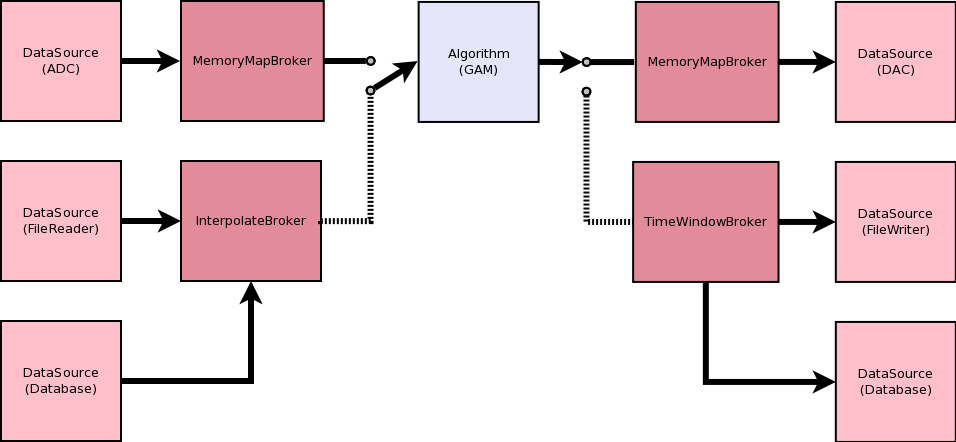 DataSource
(ADC)
MemoryMapBroker
Algorithm
(GAM)
MemoryMapBroker
DataSource
(DAC)
DataSource
(FileReader)
InterpolateBroker
TimeWindowBroker
DataSource
(FileWriter)
DataSource
(Database)
DataSource
(Database)